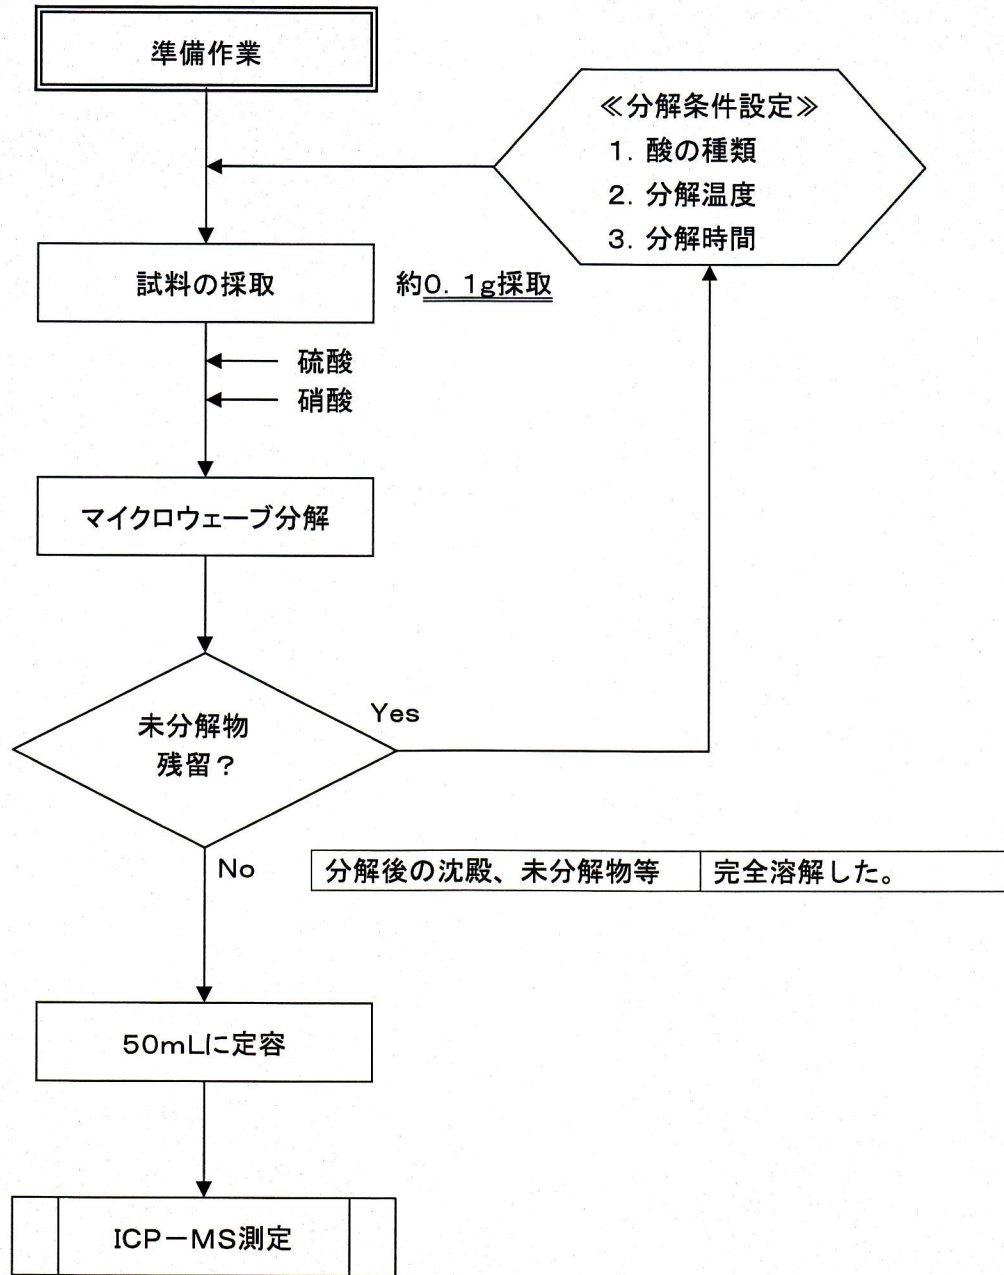 準備作業
≪分解条件設定≫
1. 酸の種類
2. 分解温度
3. 分解時間
試料の採取
約0. 1g採取
硫酸
硝酸
マイクロウェーブ分解
未分解物
残留?
Yes
No
分解後の沈殿、未分解物等 完全溶解した。
50mLに定容
ICP－MS測定